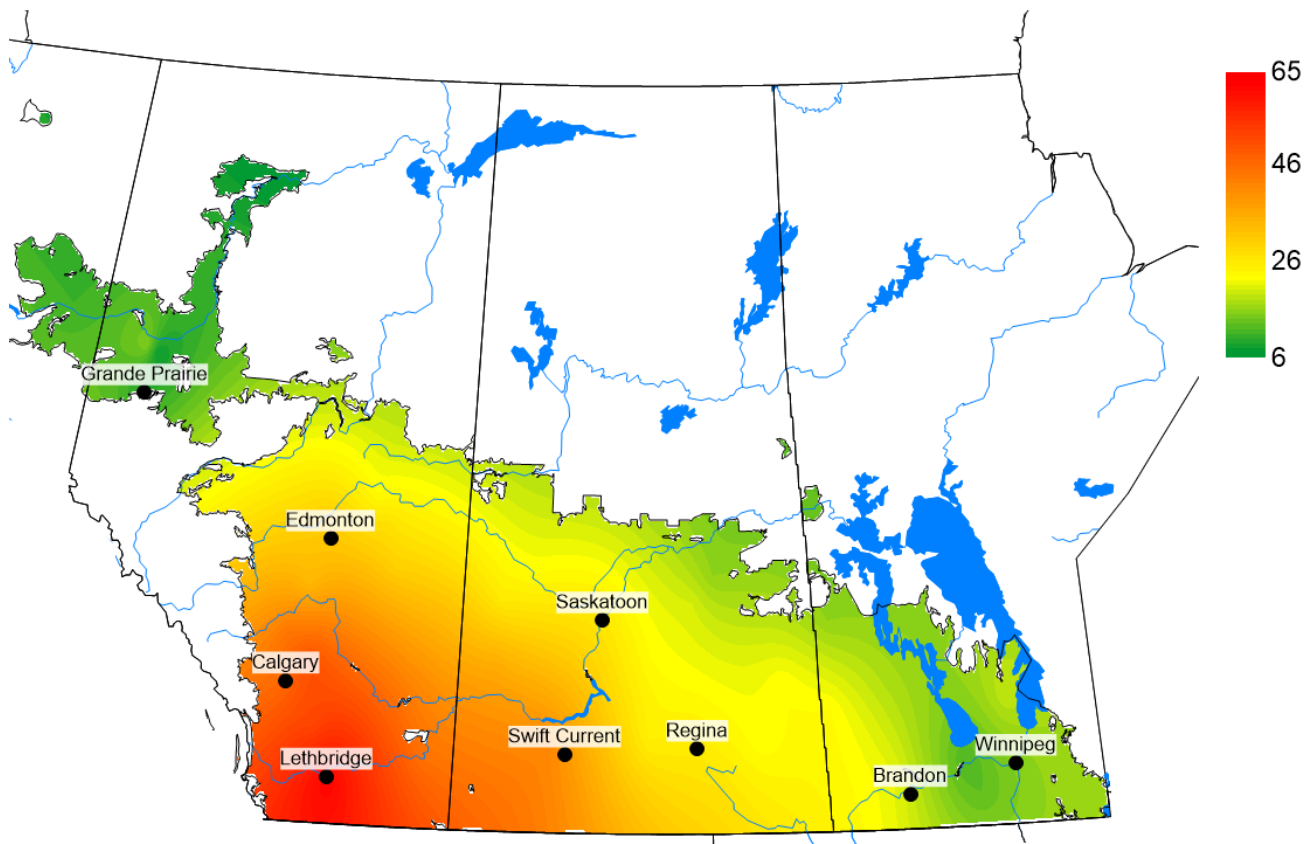 65
46
26
6
Grande Prairie
Edmonton
Saskatoon
Calgary
Swift Current
Regina
Lethbridge
Winnipeg
Brandon